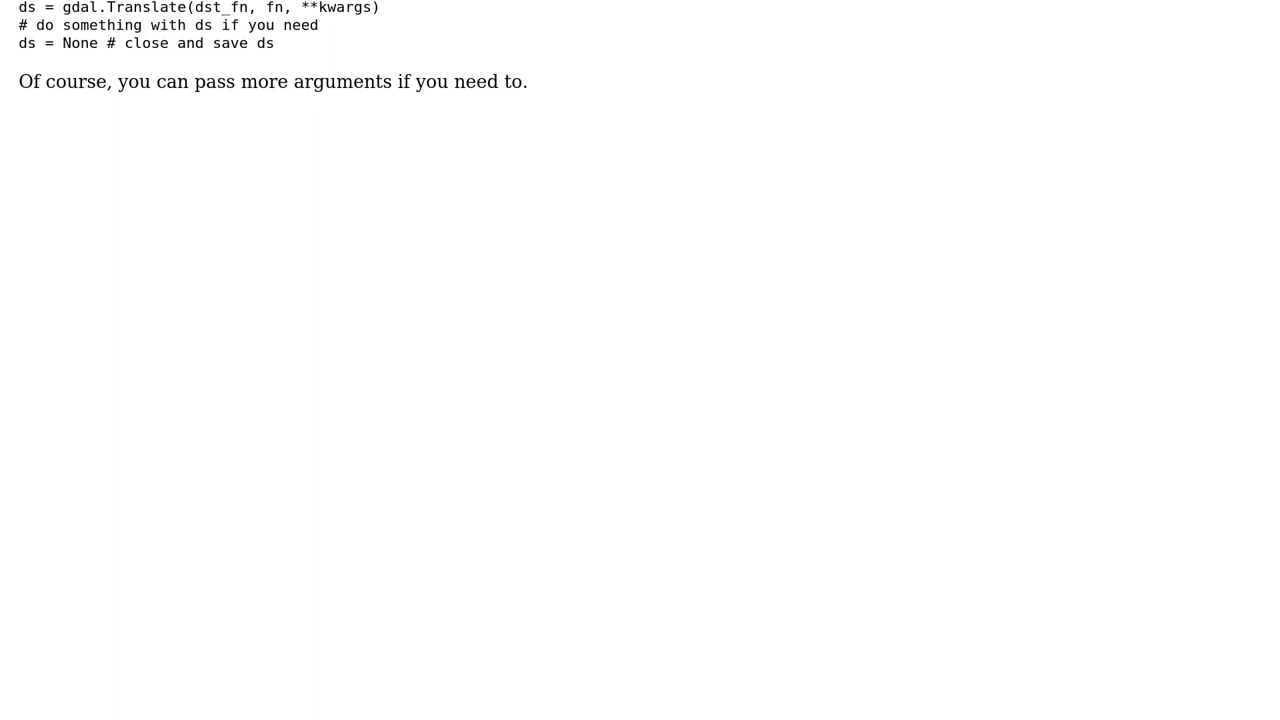 ds = gdal.Translate(dst_fn, fn, **kwargs)
# do something with ds if you need
ds = None # close and save ds
Of course, you can pass more arguments if you need to.